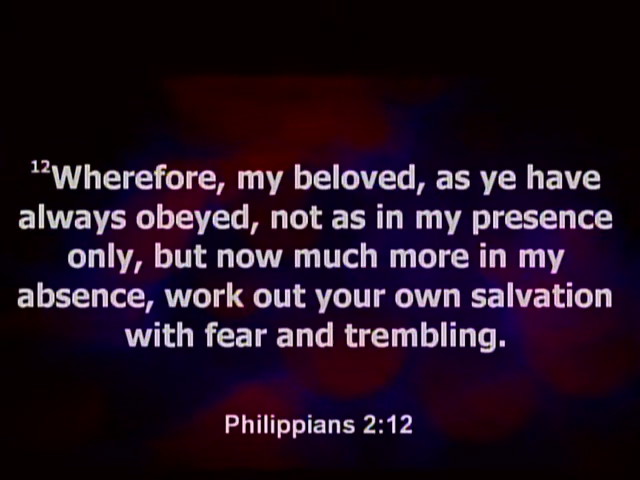 ¹²Wherefore, my beloved, as ye have
always obeyed, not as in my presence
only, but now much more in my
absence, work out your own salvation
with fear and trembling.
Philippians 2:12